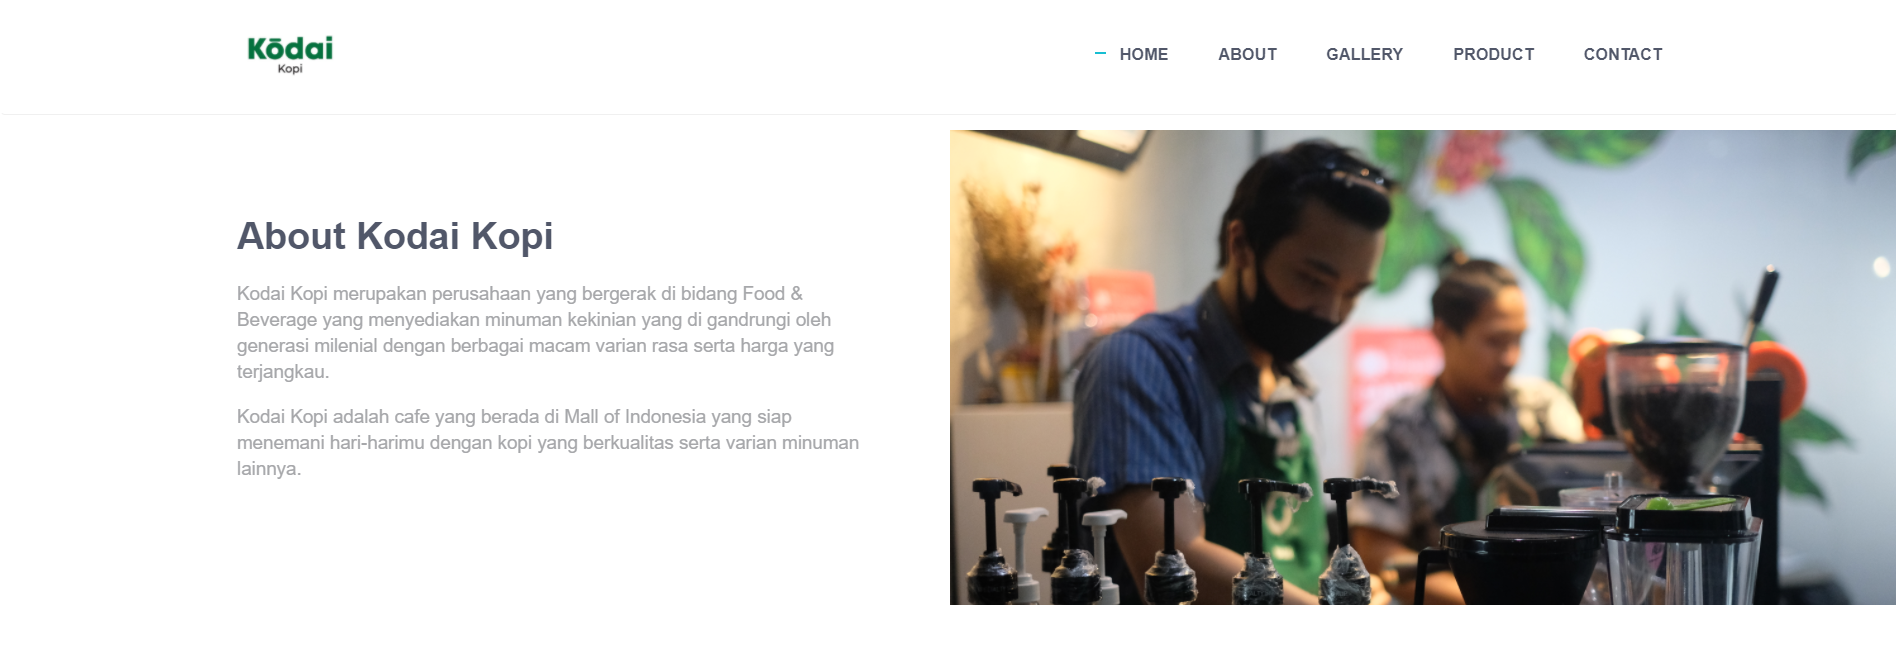 Kōdai
Kopi
HOME ABOUT GALLERY PRODUCT CONTACT
About Kodai Kopi
Kodai Kopi merupakan perusahaan yang bergerak di bidang Food &
Beverage yang menyediakan minuman kekinian yang di gandrungi oleh
generasi milenial dengan berbagai macam varian rasa serta harga yang
terjangkau.
Kodai Kopi adalah cafe yang berada di Mall of Indonesia yang siap
menemani hari-harimu dengan kopi yang berkualitas serta varian minuman
lainnya.